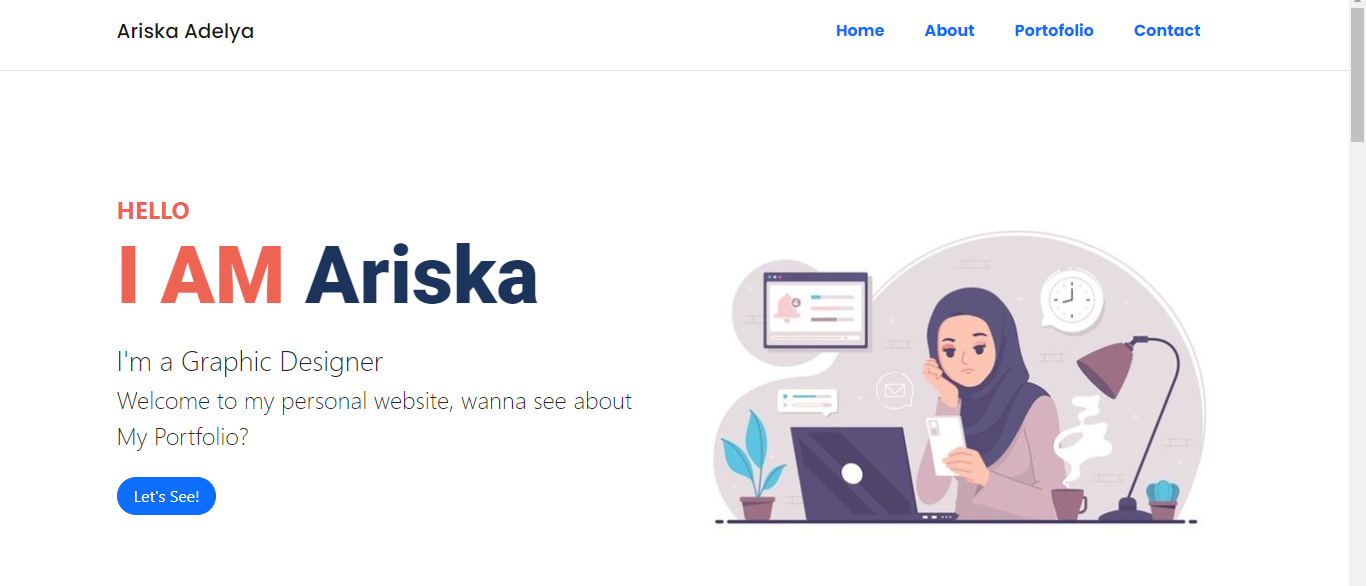 Ariska Adelya
Home About Portofolio Contact
HELLO
I AM Ariska
I'm a Graphic Designer
Welcome to my personal website, wanna see about
My Portfolio?
Let's See!